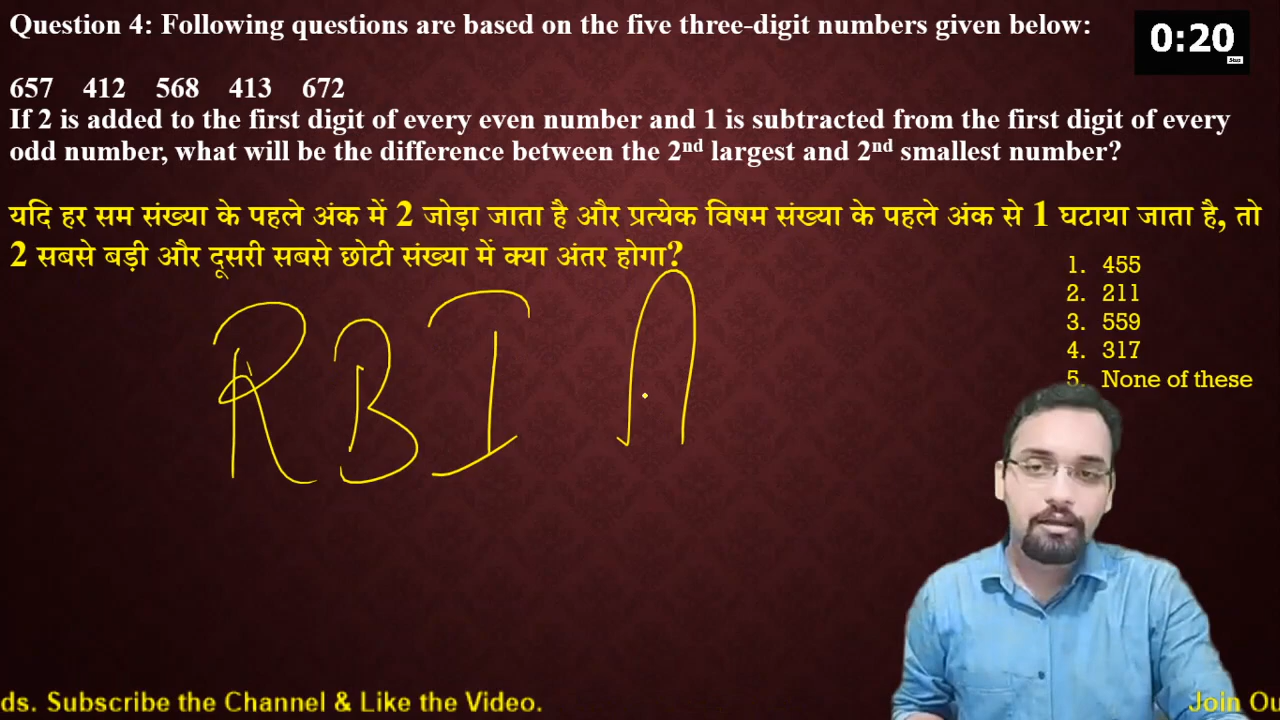 Question 4: Following questions are based on the five three-digit numbers given below:
0:20
657 412 568 413 672
If 2 is added to the first digit of every even number and 1 is subtracted from the first digit of every
odd number, what will be the difference between the 2nd largest and 2nd smallest number?
यदि हर सम संख्या के पहले अंक में 2 जोड़ा जाता है और प्रत्येक विषम संख्या के पहले अंक से 1 घटाया जाता है, तो
2 सबसे बड़ी और दूसरी सबसे छोटी संख्या में क्या अंतर होगा?
1. 455
2. 211
3. 559
4. 317
5. None of these
RBI
ds. Subscribe the Channel & Like the Video.
Join Ou